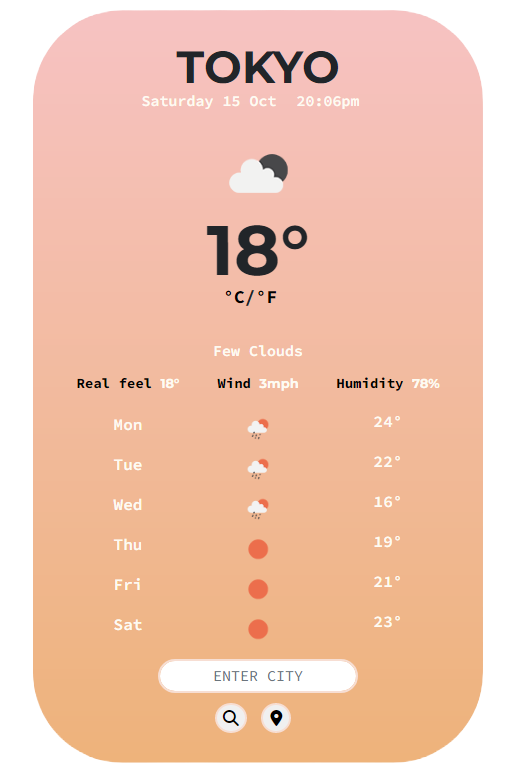 TOKYO
Saturday 15 Oct 20:06pm
18°
°C/°F
Few Clouds
Real feel 18° Wind 3mph Humidity 78%
Mon 24°
Tue 22°
Wed 16°
Thu 19°
Fri 21°
Sat 23°
ENTER CITY